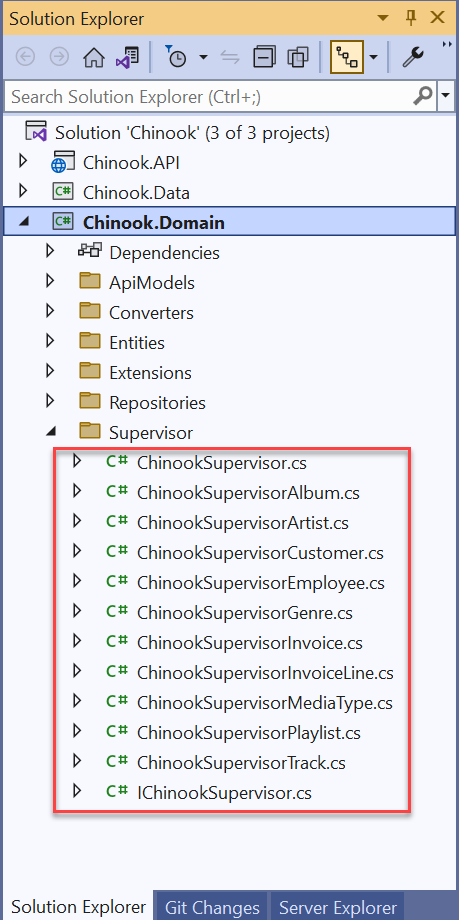 Solution Explorer
Search Solution Explorer (Ctrl+;)
Solution 'Chinook' (3 of 3 projects)
Chinook.API
C# Chinook.Data
C# Chinook.Domain
Dependencies
ApiModels
Converters
Entities
Extensions
Repositories
Supervisor
C# ChinookSupervisor.cs
C# ChinookSupervisorAlbum.cs
C# ChinookSupervisorArtist.cs
C# ChinookSupervisorCustomer.cs
C# ChinookSupervisorEmployee.cs
C# ChinookSupervisorGenre.cs
C# ChinookSupervisorInvoice.cs
C# ChinookSupervisorInvoiceLine.cs
C# ChinookSupervisorMediaType.cs
C# ChinookSupervisorPlaylist.cs
C# ChinookSupervisorTrack.cs
C# IChinookSupervisor.cs
Solution Explorer Git Changes Server Explorer